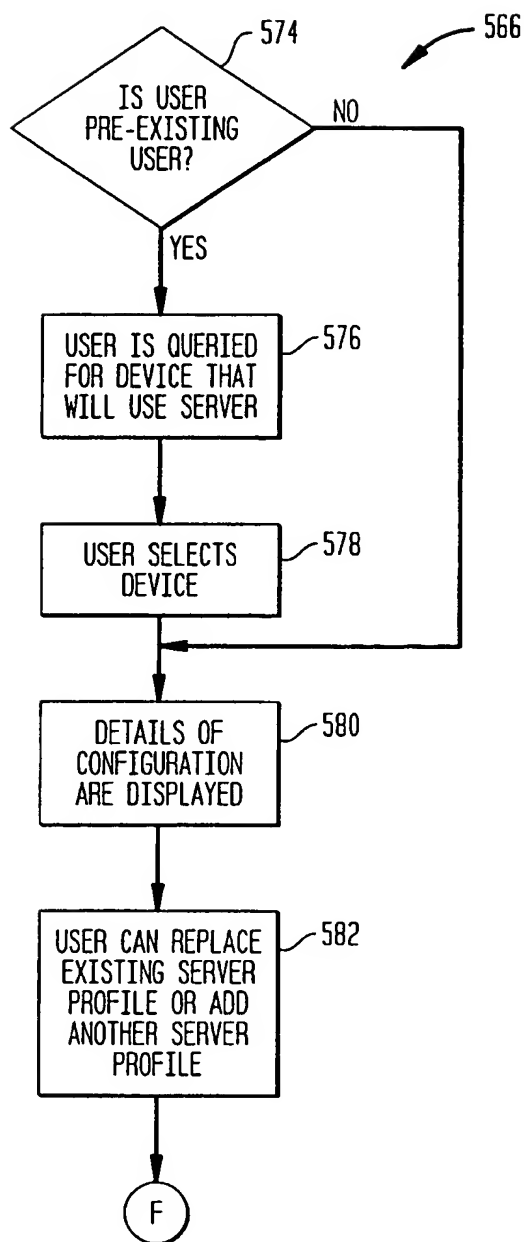 574
566
IS USER
PRE-EXISTING
USER?
NO
YES
USER IS QUERIED
FOR DEVICE THAT
WILL USE SERVER
576
USER SELECTS
DEVICE
578
DETAILS OF
CONFIGURATION
ARE DISPLAYED
580
USER CAN REPLACE
EXISTING SERVER
PROFILE OR ADD
ANOTHER SERVER
PROFILE
582
F